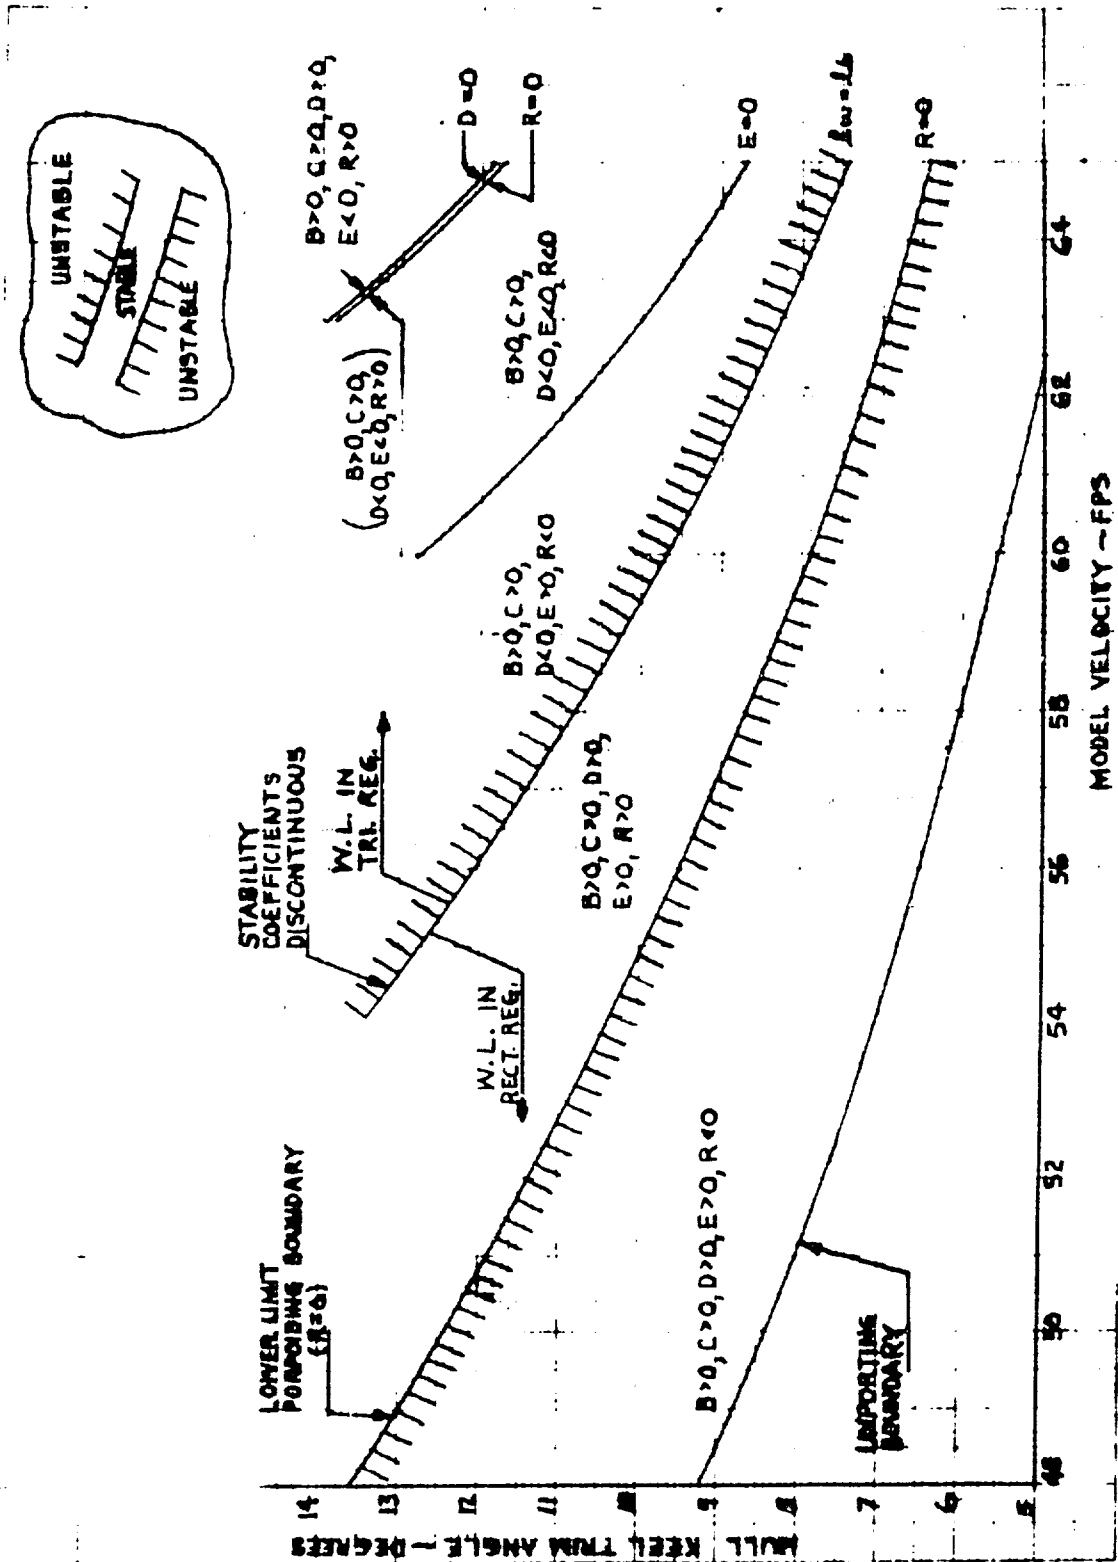 UNSTABLE
STABLE
UNSTABLE
B>0, C>0, D>0,
E<0, R>0
D=0
R=0
(B>0, C>0,
D<0, E<0, R>0)
B>0, C>0,
D<0, E<0, R<0
E=0
R=0
B>0, C>0,
D<0, E>0, R<0
STABILITY
COEFFICIENTS
DISCONTINUOUS
W.L. IN
TRI. REG.
W.L. IN
RECT. REG.
B>0, C>0, D>0,
E>0, R>0
LOWER LIMIT
PORPOISING BOUNDARY
(R=0)
B>0, C>0, D>0, E>0, R<0
UNPORTING
BOUNDARY
HULL KEEL TRIM ANGLE ~ DEGREES
14 13 12 11 10 9 8 7 6 5
48 50 52 54 56 58 60 62 64
MODEL VELOCITY ~ FPS